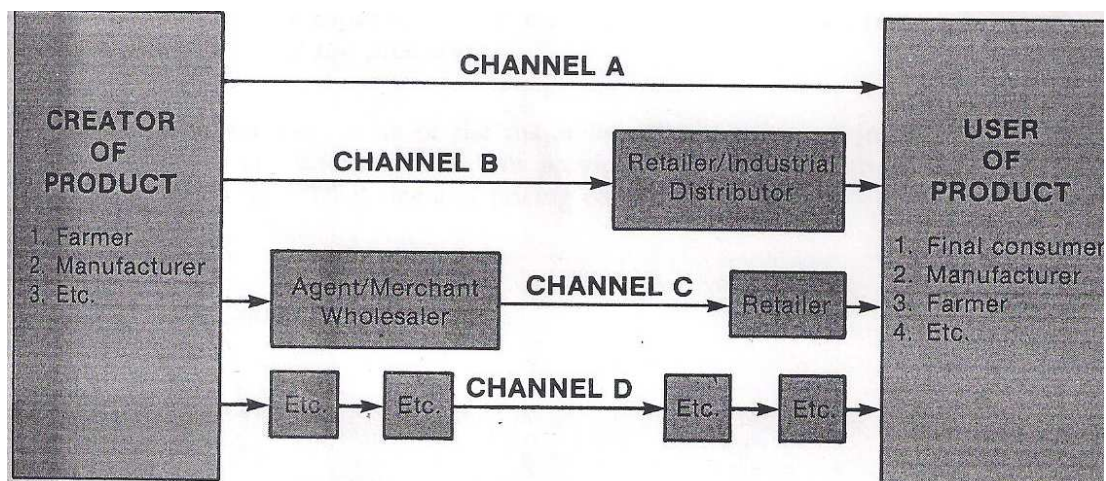 CREATOR
OF
PRODUCT
1. Farmer
2. Manufacturer
3. Etc.
CHANNEL A
CHANNEL B
Retailer/Industrial
Distributor
Agent/Merchant
Wholesaler
CHANNEL C
Retailer
Etc.
Etc.
CHANNEL D
Etc.
Etc.
USER
OF
PRODUCT
1. Final consumer
2. Manufacturer
3. Farmer
4. Etc.